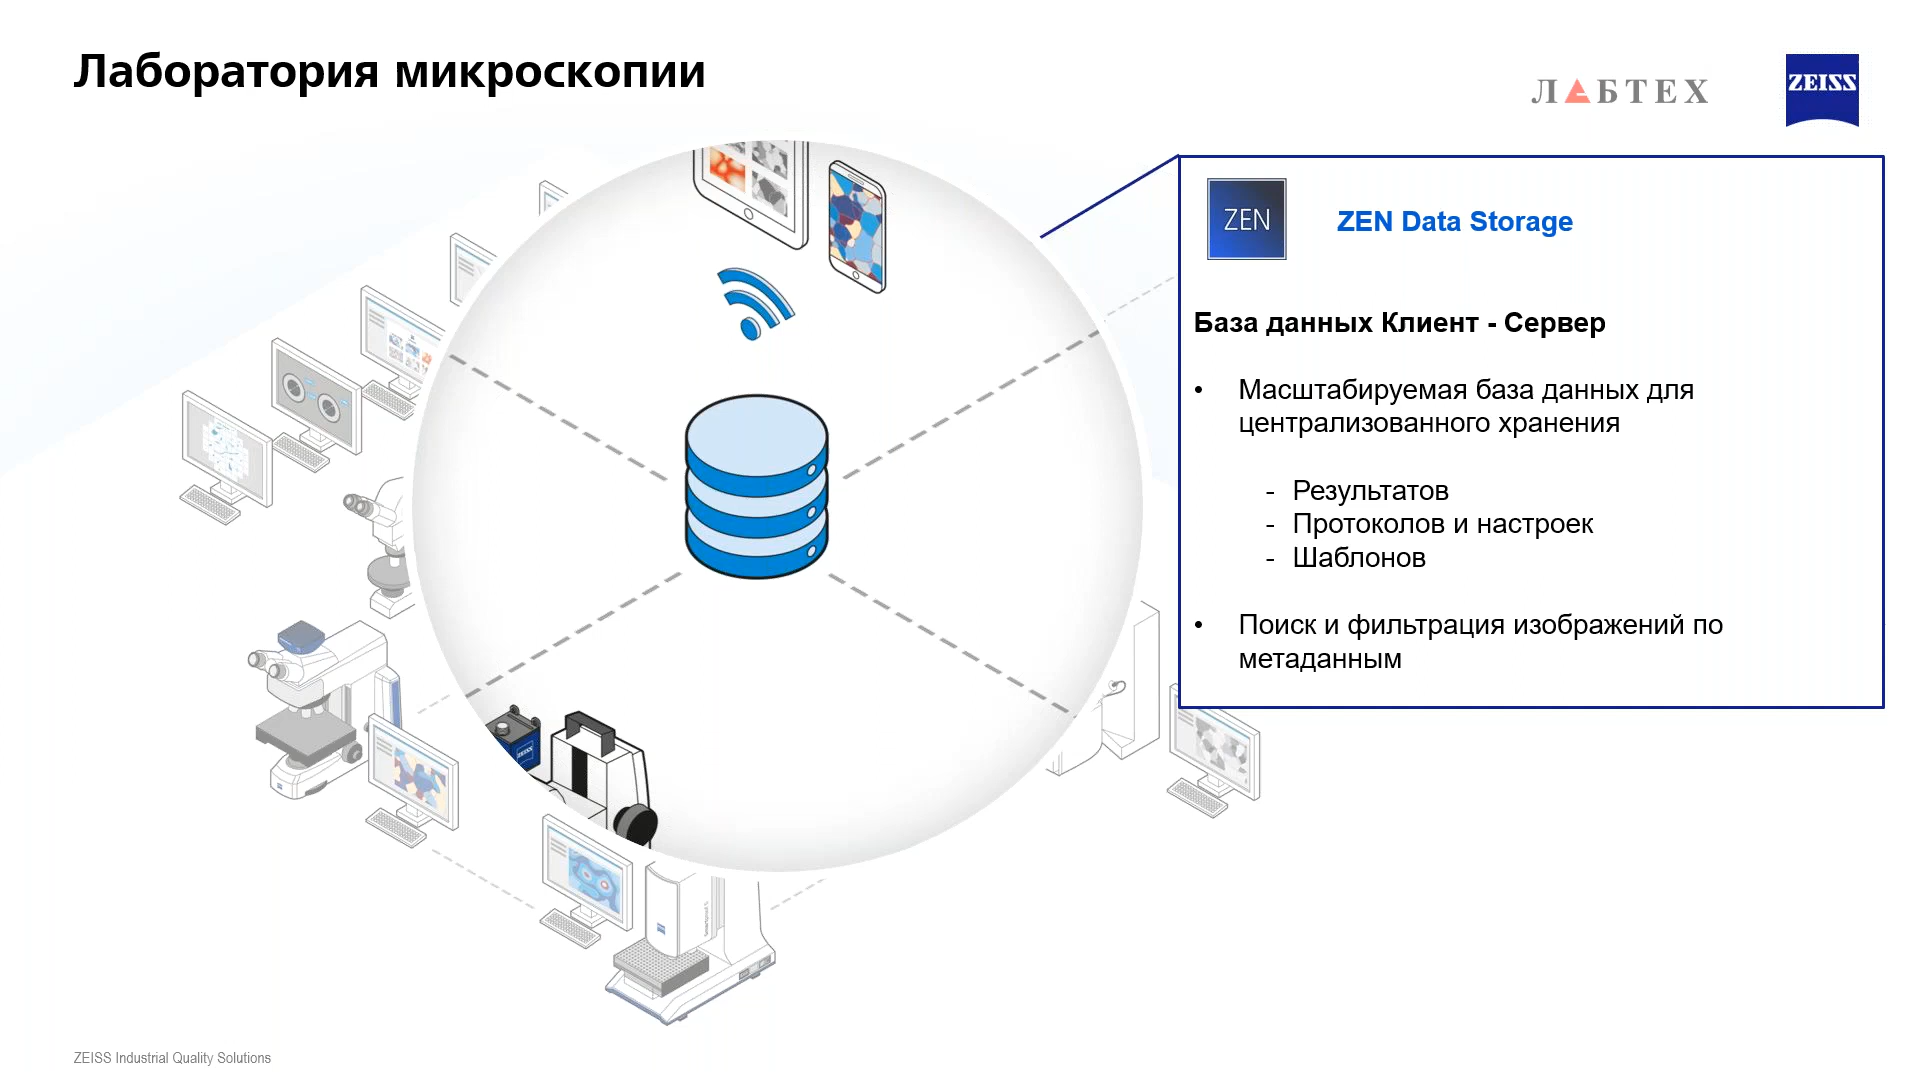 Лаборатория микроскопии
ЛАБТЕХ
ZEISS
ZEN
ZEN Data Storage
База данных Клиент - Сервер
• Масштабируемая база данных для
централизованного хранения
- Результатов
- Протоколов и настроек
- Шаблонов
• Поиск и фильтрация изображений по
метаданным
ZEISS
ZEISS Industrial Quality Solutions